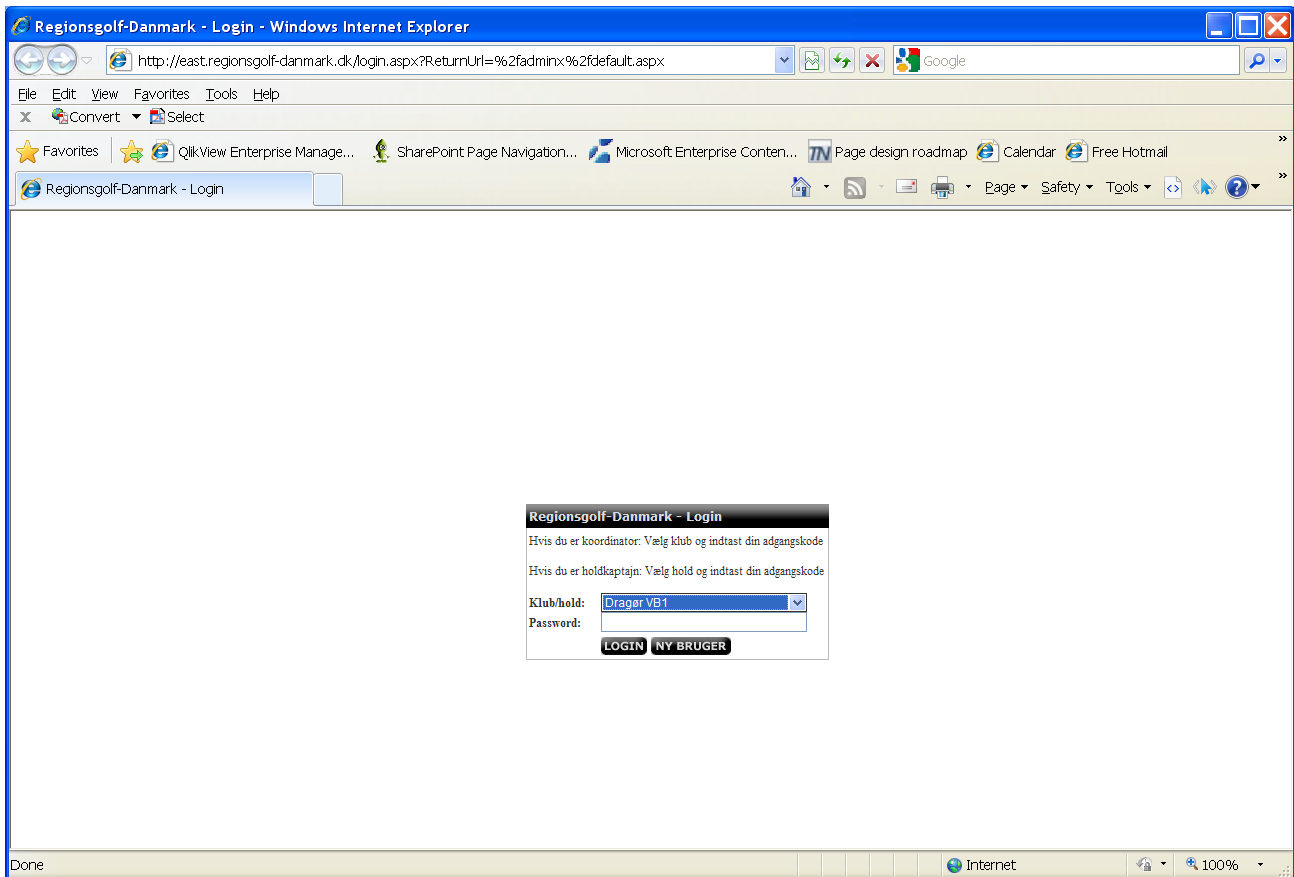 Regionsgolf-Danmark - Login - Windows Internet Explorer
http://east.regionsgolf-danmark.dk/login.aspx?ReturnUrl=%2fadminx%2fdefault.aspx
Google
File Edit View Favorites Tools Help
x Convert Select
Favorites QlikView Enterprise Manage... SharePoint Page Navigation... Microsoft Enterprise Conten... TN Page design roadmap Calendar Free Hotmail »
Regionsgolf-Danmark - Login Page Safety Tools »
Regionsgolf-Danmark - Login
Hvis du er koordinator: Vælg klub og indtast din adgangskode
Hvis du er holdkaptajn: Vælg hold og indtast din adgangskode
Klub/hold: Dragør VB1
Password:
LOGIN NY BRUGER
Done Internet 100%